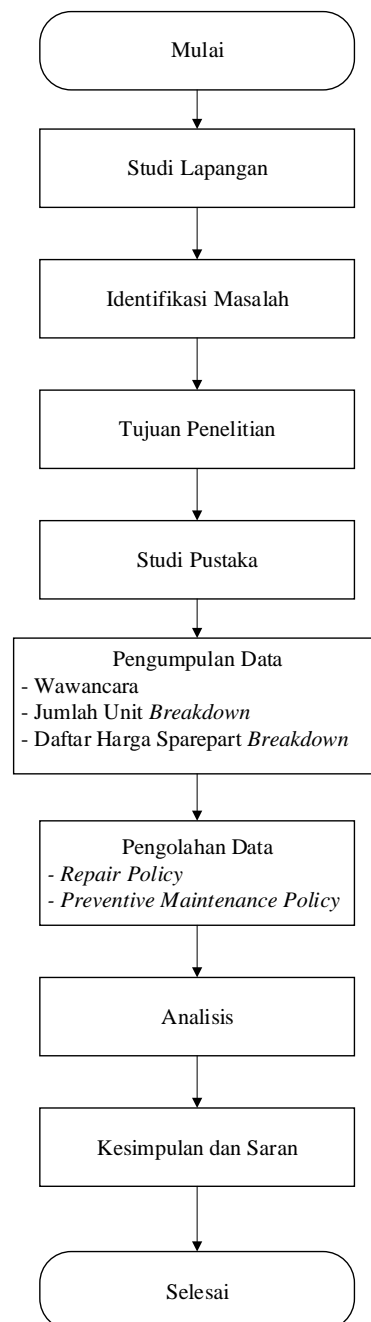 Mulai
Studi Lapangan
Identifikasi Masalah
Tujuan Penelitian
Studi Pustaka
Pengumpulan Data
- Wawancara
- Jumlah Unit Breakdown
- Daftar Harga Sparepart Breakdown
Pengolahan Data
- Repair Policy
- Preventive Maintenance Policy
Analisis
Kesimpulan dan Saran
Selesai